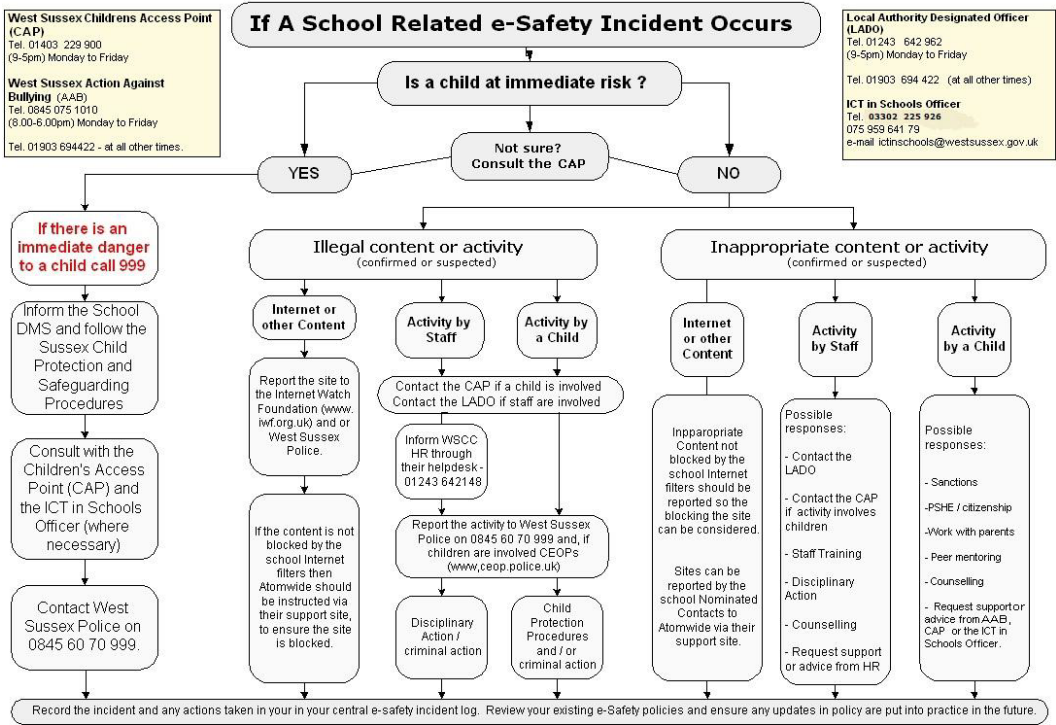 West Sussex Childrens Access Point
(CAP)
Tel. 01403 229 900
(9-5pm) Monday to Friday
West Sussex Action Against
Bullying (AAB)
Tel. 0845 075 1010
(8.00-6.00pm) Monday to Friday
Tel. 01903 694422 - at all other times.
If A School Related e-Safety Incident Occurs
Local Authority Designated Officer
(LADO)
Tel. 01243 642 962
(9-5pm) Monday to Friday
Tel. 01903 694 422 (at all other times)
ICT in Schools Officer
Tel. 03302 225 926
075 959 641 79
e-mail ictinschools@westsussex.gov.uk
Is a child at immediate risk ?
Not sure?
Consult the CAP
YES
NO
If there is an
immediate danger
to a child call 999
Inform the School
DMS and follow the
Sussex Child
Protection and
Safeguarding
Procedures
Consult with the
Children's Access
Point (CAP) and
the ICT in Schools
Officer (where
necessary)
Contact West
Sussex Police on
0845 60 70 999.
Illegal content or activity
(confirmed or suspected)
Internet or
other Content
Report the site to
the Internet Watch
Foundation (www.
iwf.org.uk) and or
West Sussex
Police.
If the content is not
blocked by the
school Internet
filters then
Atomwide should
be instructed via
their support site,
to ensure the site
is blocked.
Activity by
Staff
Activity by
a Child
Contact the CAP if a child is involved
Contact the LADO if staff are involved
Inform WSCC
HR through
their helpdesk -
01243 642148
Report the activity to West Sussex
Police on 0845 60 70 999 and, if
children are involved CEOPs
(www,ceop.police.uk)
Disciplinary
Action /
criminal action
Child
Protection
Procedures
and / or
criminal action
Inappropriate content or activity
(confirmed or suspected)
Internet
or other
Content
Inpparopriate
Content not
blocked by the
school Internet
filters should be
reported so the
blocking the site
can be considered.
Sites can be
reported by the
school Nominated
Contacts to
Atomwide via their
support site.
Activity
by Staff
Possible
responses:
- Contact the
LADO
- Contact the CAP
if activity involves
children
- Staff Training
- Disciplinary
Action
- Counselling
- Request support
or advice from HR
Activity
by a Child
Possible
responses:
- Sanctions
-PSHE / citizenship
-Work with parents
- Peer mentoring
- Counselling
- Request support or
advice from AAB,
CAP or the ICT in
Schools Officer.
Record the incident and any actions taken in your in your central e-safety incident log. Review your existing e-Safety policies and ensure any updates in policy are put into practice in the future.